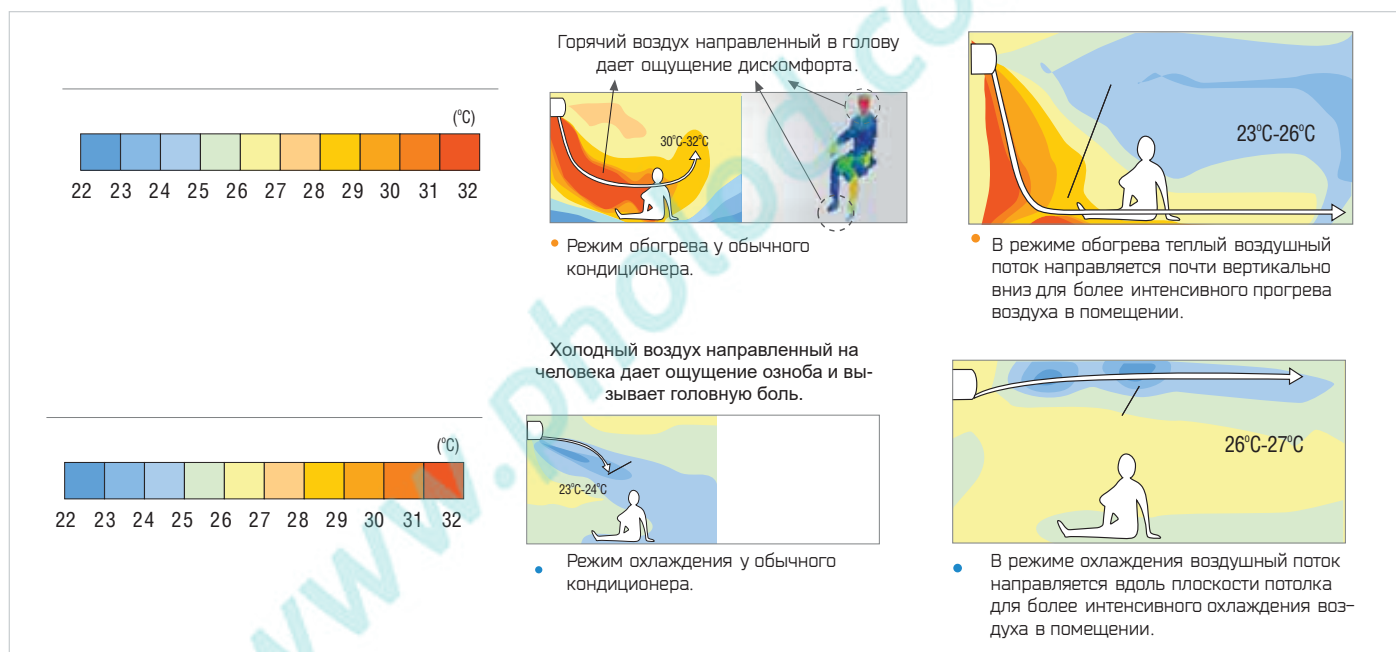 (°C)
22 23 24 25 26 27 28 29 30 31 32
Горячий воздух направленный в голову
дает ощущение дискомфорта.
30°C-32°C
Режим обогрева у обычного
кондиционера.
23°C-26°C
В режиме обогрева теплый воздушный
поток направляется почти вертикально
вниз для более интенсивного прогрева
воздуха в помещении.
(°C)
22 23 24 25 26 27 28 29 30 31 32
Холодный воздух направленный на
человека дает ощущение озноба и вы-
зывает головную боль.
23°C-24°C
Режим охлаждения у обычного
кондиционера.
26°C-27°C
В режиме охлаждения воздушный поток
направляется вдоль плоскости потолка
для более интенсивного охлаждения воз-
духа в помещении.
www.pholod.co